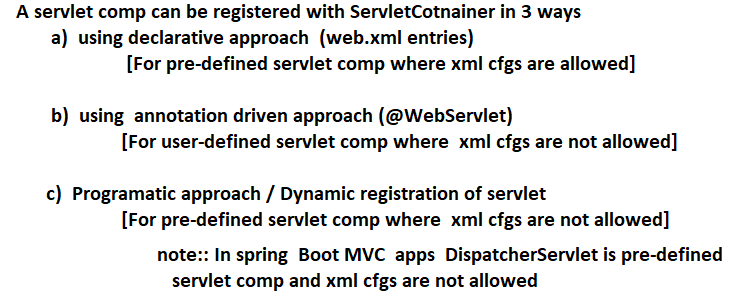 A servlet comp can be registered with ServletCotnainer in 3 ways
a) using declarative approach (web.xml entries)
[For pre-defined servlet comp where xml cfgs are allowed]
b) using annotation driven approach (@WebServlet)
[For user-defined servlet comp where xml cfgs are not allowed]
c) Programatic approach / Dynamic registration of servlet
[For pre-defined servlet comp where xml cfgs are not allowed]
note:: In spring Boot MVC apps DispatcherServlet is pre-defined
servlet comp and xml cfgs are not allowed